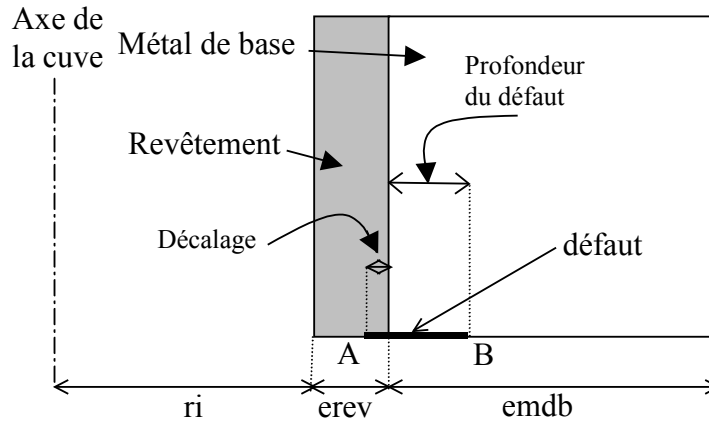 Axe de
la cuve
Métal de base
Profondeur
du défaut
Revêtement
Décalage
défaut
A
B
ri
erev
emdb